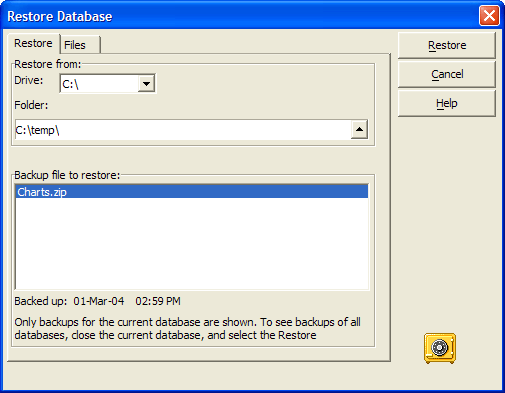 Restore Database
Restore
Files
Restore from:
Drive:
C:\
Folder:
C:\temp\
Backup file to restore:
Charts.zip
Backed up: 01-Mar-04 02:59 PM
Only backups for the current database are shown. To see backups of all
databases, close the current database, and select the Restore
Restore
Cancel
Help